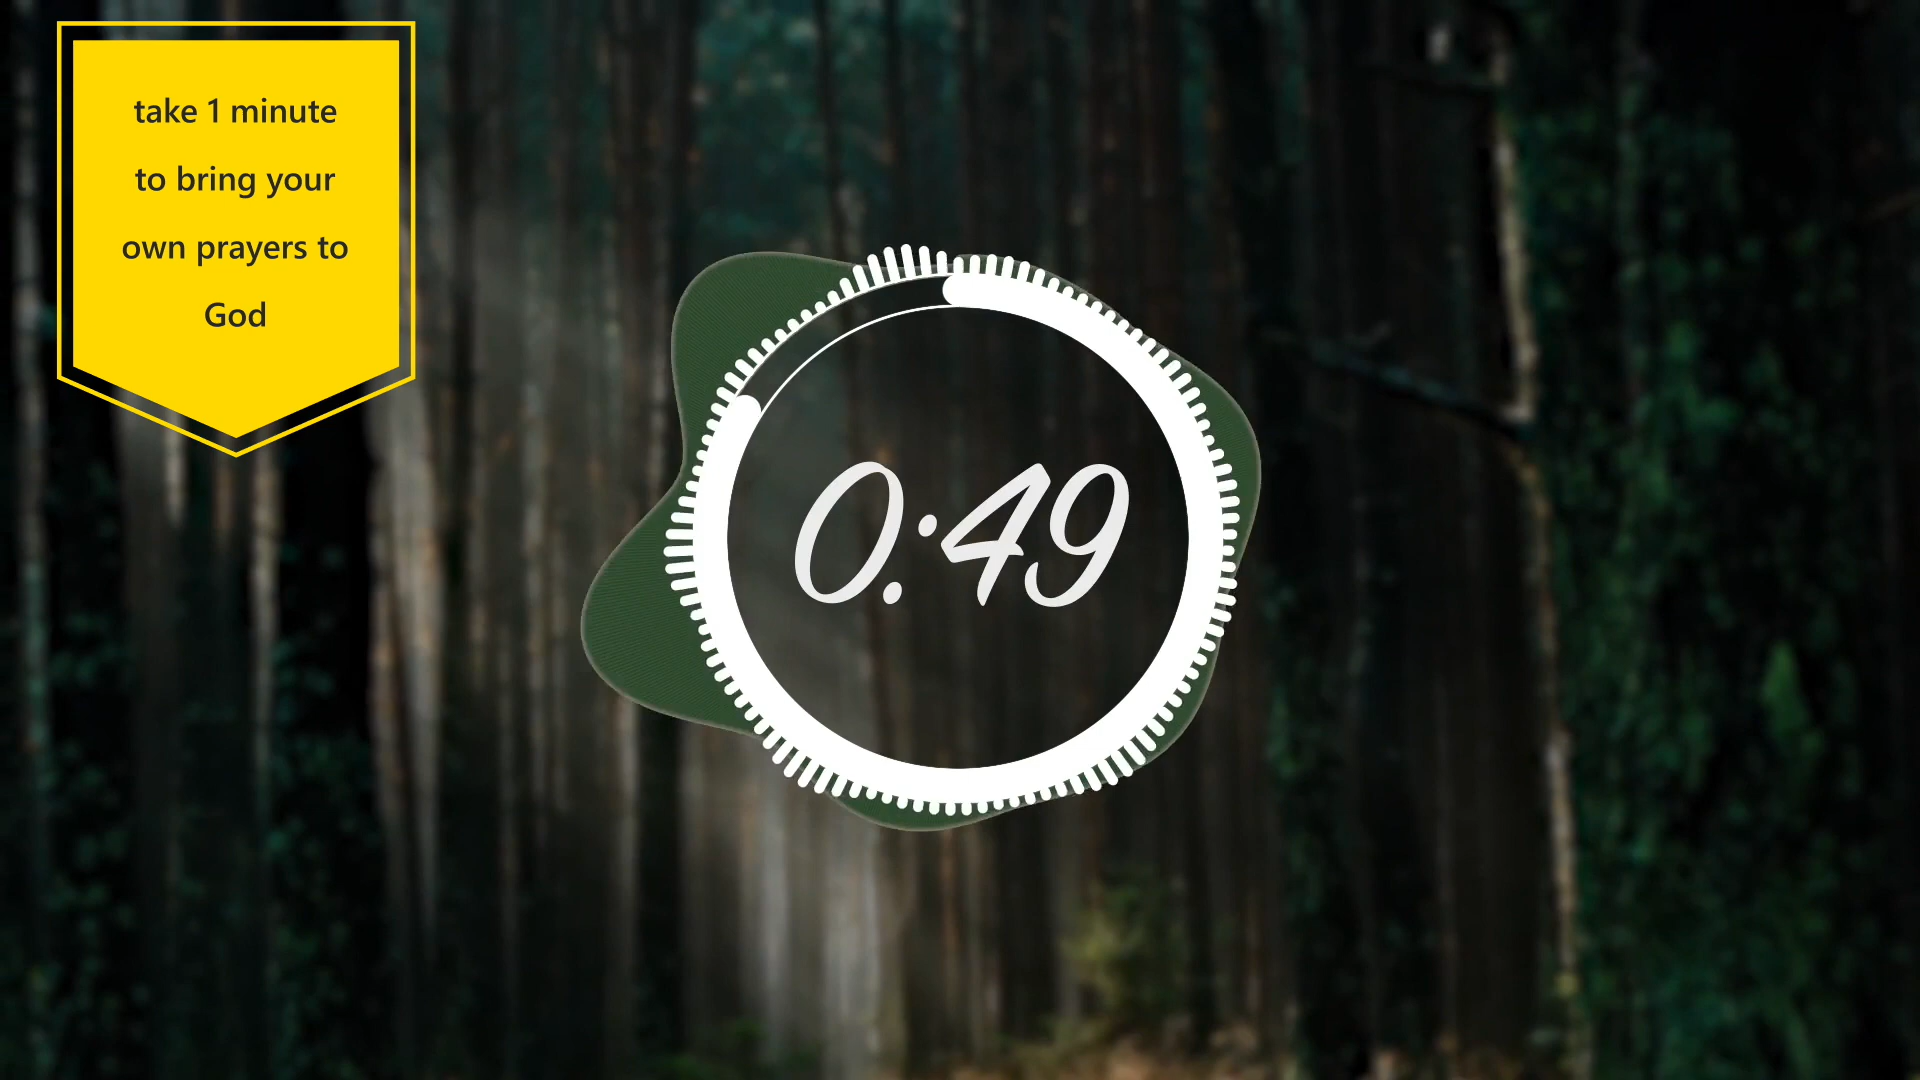 take 1 minute
to bring your
own prayers to
God
0:49